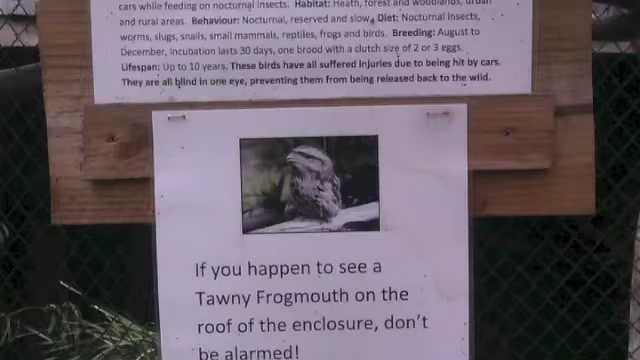 cars while feeding on nocturnal insects. Habitat: Heath, forest and woodlands, urban
and rural areas. Behaviour: Nocturnal, reserved and slow. Diet: Nocturnal insects,
worms, slugs, snails, small mammals, reptiles, frogs and birds. Breeding: August to
December, incubation lasts 30 days, one brood with a clutch size of 2 or 3 eggs.
Lifespan: Up to 10 years. These birds have all suffered injuries due to being hit by cars.
They are all blind in one eye, preventing them from being released back to the wild.
If you happen to see a
Tawny Frogmouth on the
roof of the enclosure, don't
be alarmed!